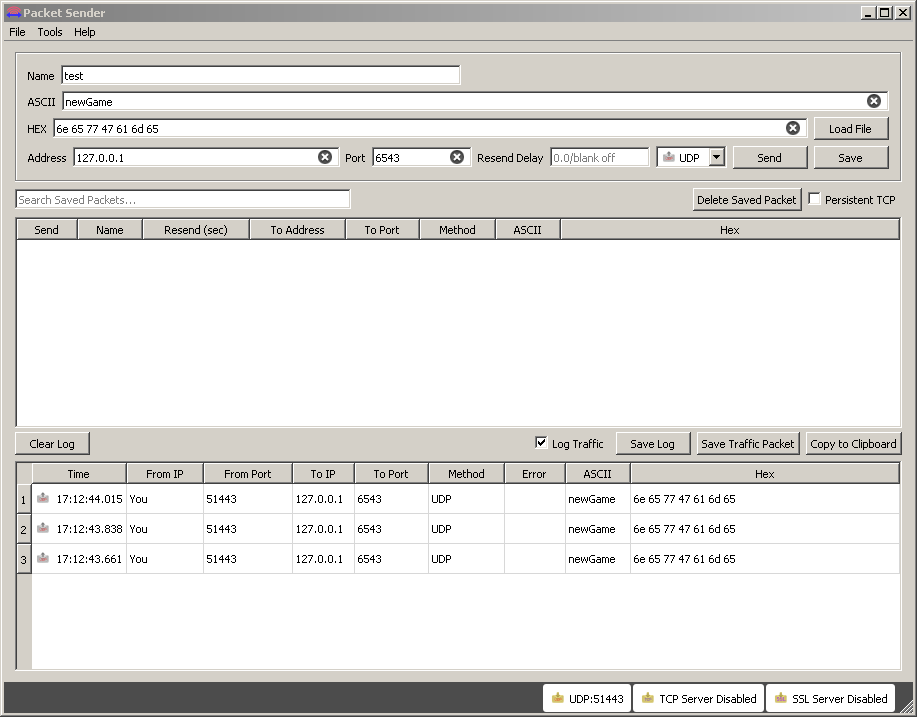 Packet Sender
File Tools Help
Name test
ASCII newGame
HEX 6e 65 77 47 61 6d 65 Load File
Address 127.0.0.1 Port 6543 Resend Delay 0.0/blank off UDP Send Save
Search Saved Packets... Delete Saved Packet Persistent TCP
Send Name Resend (sec) To Address To Port Method ASCII Hex
Clear Log Log Traffic Save Log Save Traffic Packet Copy to Clipboard
Time From IP From Port To IP To Port Method Error ASCII Hex
1 17:12:44.015 You 51443 127.0.0.1 6543 UDP newGame 6e 65 77 47 61 6d 65
2 17:12:43.838 You 51443 127.0.0.1 6543 UDP newGame 6e 65 77 47 61 6d 65
3 17:12:43.661 You 51443 127.0.0.1 6543 UDP newGame 6e 65 77 47 61 6d 65
UDP:51443 TCP Server Disabled SSL Server Disabled